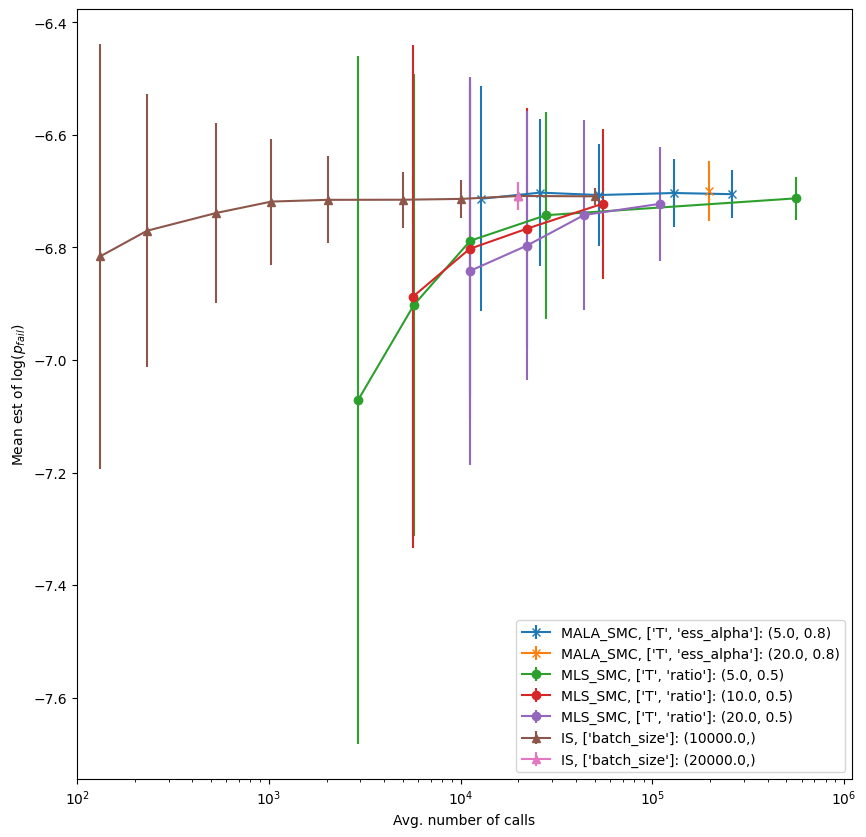 −6.4
−6.6
−6.8
−7.0
−7.2
−7.4
−7.6
Mean est of log(p_fail)
10^2
10^3
10^4
10^5
10^6
Avg. number of calls
MALA_SMC, ['T', 'ess_alpha']: (5.0, 0.8)
MALA_SMC, ['T', 'ess_alpha']: (20.0, 0.8)
MLS_SMC, ['T', 'ratio']: (5.0, 0.5)
MLS_SMC, ['T', 'ratio']: (10.0, 0.5)
MLS_SMC, ['T', 'ratio']: (20.0, 0.5)
IS, ['batch_size']: (10000.0,)
IS, ['batch_size']: (20000.0,)